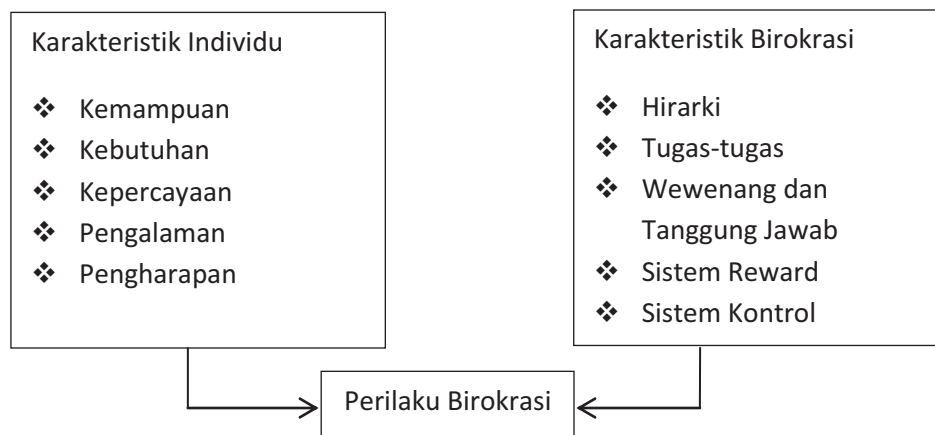 Karakteristik Individu
❖ Kemampuan
❖ Kebutuhan
❖ Kepercayaan
❖ Pengalaman
❖ Pengharapan
Karakteristik Birokrasi
❖ Hirarki
❖ Tugas-tugas
❖ Wewenang dan
Tanggung Jawab
❖ Sistem Reward
❖ Sistem Kontrol
Perilaku Birokrasi